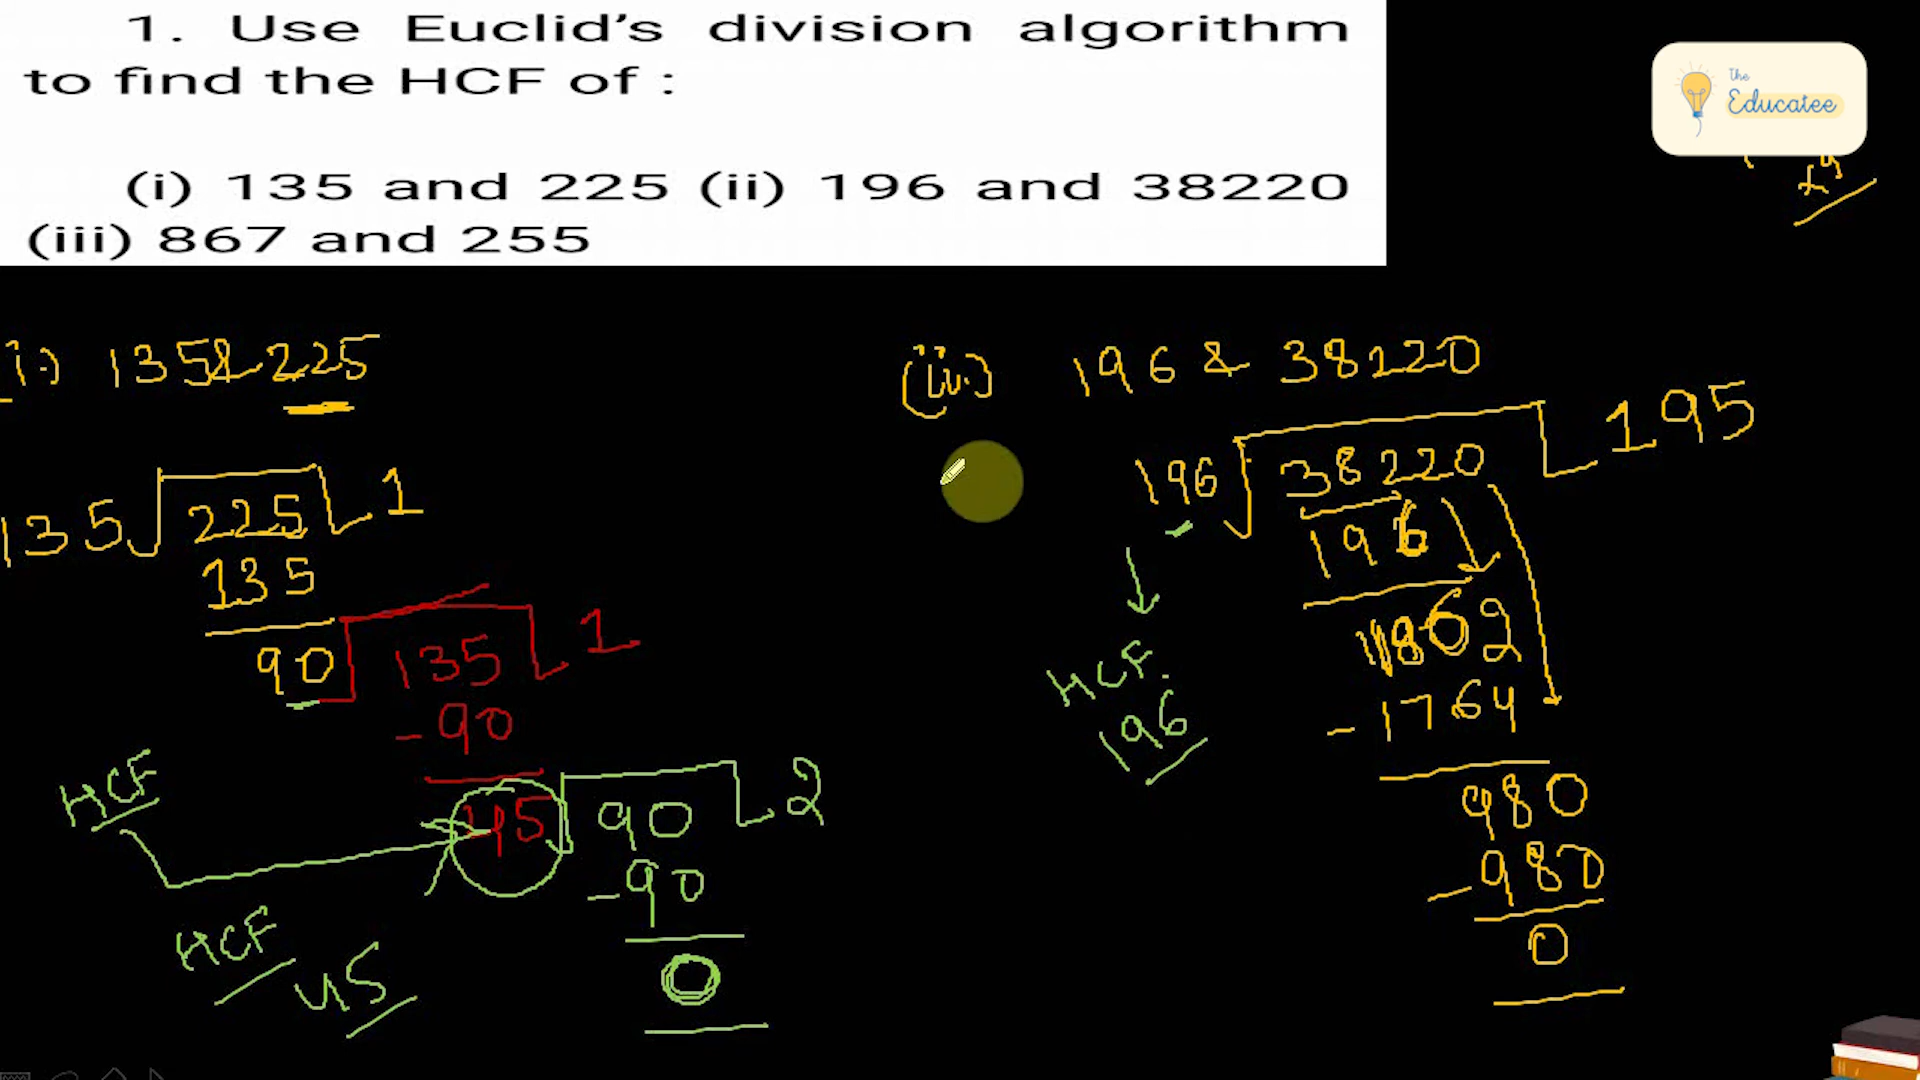 1. Use Euclid's division algorithm
to find the HCF of :
(i) 135 and 225 (ii) 196 and 38220
(iii) 867 and 255
The
Educatee
i.) 135 & 225
135 225 1
135
90 135 1
-90
45 90 2
-90
0
HCF
HCF
45
(ii.) 196 & 38220
196 38220 195
196
1862
-1764
980
-980
0
HCF.
196